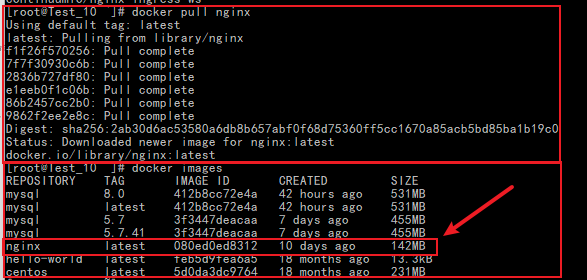 [root@Test_10 ]# docker pull nginx
Using default tag: latest
latest: Pulling from library/nginx
f1f26f570256: Pull complete
7f7f30930c6b: Pull complete
2836b727df80: Pull complete
e1eeb0f1c06b: Pull complete
86b2457cc2b0: Pull complete
9862f2ee2e8c: Pull complete
Digest: sha256:2ab30d6ac53580a6db8b657abf0f68d75360ff5cc1670a85acb5bd85ba1b19c0
Status: Downloaded newer image for nginx:latest
docker.io/library/nginx:latest
[root@Test_10 ]# docker images
REPOSITORY TAG IMAGE ID CREATED SIZE
mysql 8.0 412b8cc72e4a 42 hours ago 531MB
mysql latest 412b8cc72e4a 42 hours ago 531MB
mysql 5.7 3f3447deacaa 7 days ago 455MB
mysql 5.7.41 3f3447deacaa 7 days ago 455MB
nginx latest 080ed0ed8312 10 days ago 142MB
hello-world latest feb5d9fea6a5 18 months ago 13.3kB
centos latest 5d0da3dc9764 18 months ago 231MB